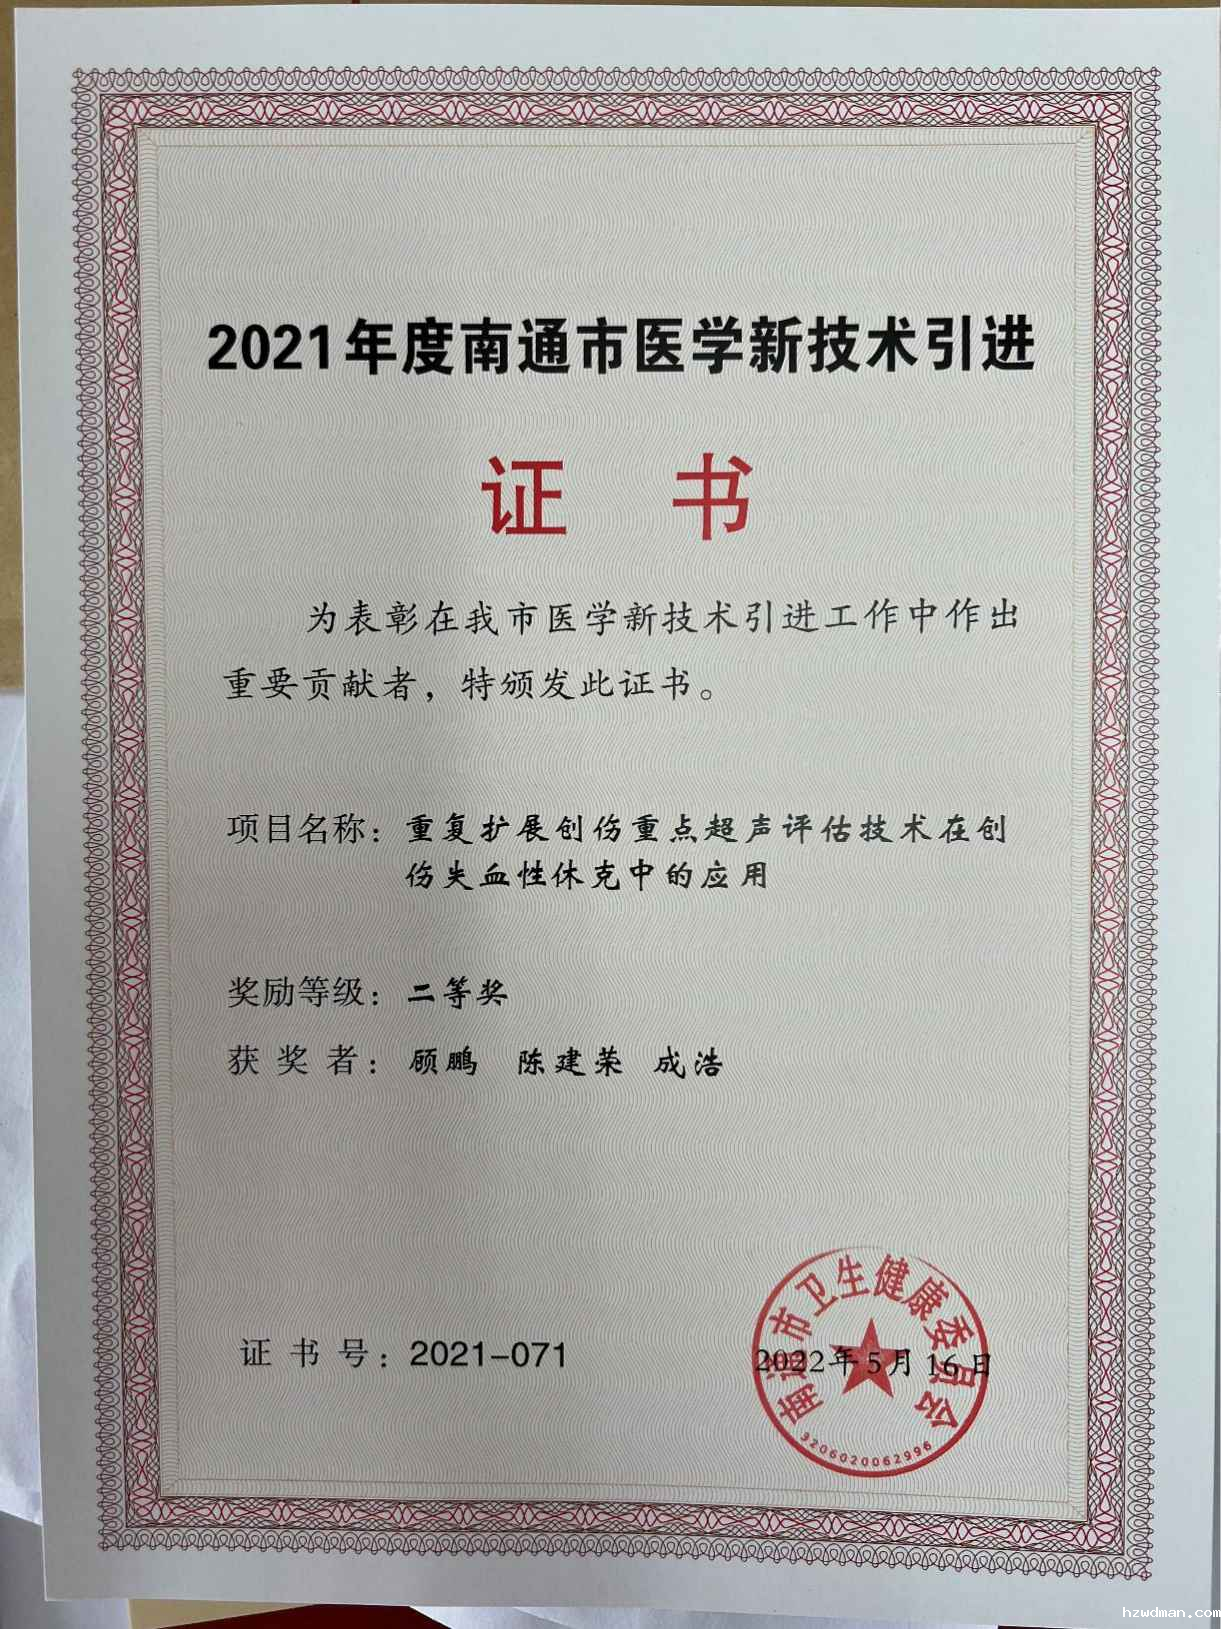 2021年度南通市医学新技术引进
证 书
为表彰在我市医学新技术引进工作中作出
重要贡献者，特颁发此证书。
项目名称：重复扩展创伤重点超声评估技术在创
伤失血性休克中的应用
奖励等级：二等奖
获 奖 者：顾鹏 陈建荣 成浩
证 书 号：2021-071
2022年5月16日
南通市卫生健康委员会
3206020062996
hzwdman.com